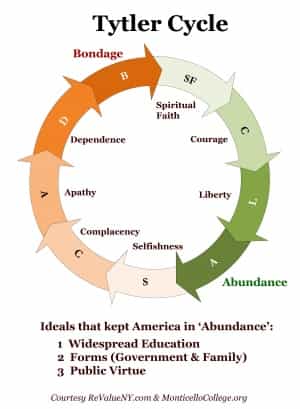 Tytler Cycle
Bondage
B
SF
Spiritual
Faith
D
C
Dependence
Courage
A
Apathy
Liberty
L
Complacency
Selfishness
C
S
A
Abundance
Ideals that kept America in ‘Abundance’:
1 Widespread Education
2 Forms (Government & Family)
3 Public Virtue
Courtesy ReValueNY.com & MonticelloCollege.org